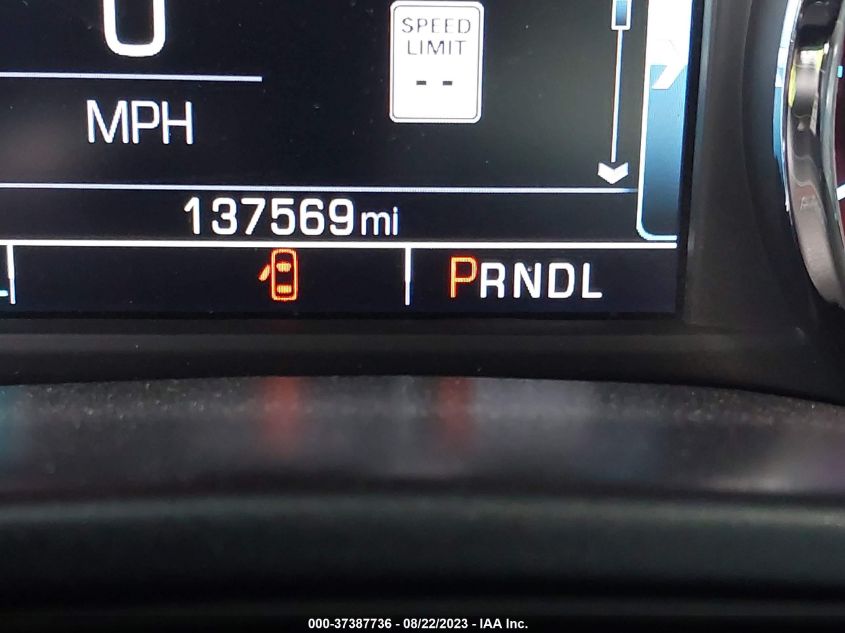 0
SPEED
LIMIT
--
MPH
137569mi
PRNDL
000-37387736 - 08/22/2023 - IAA Inc.